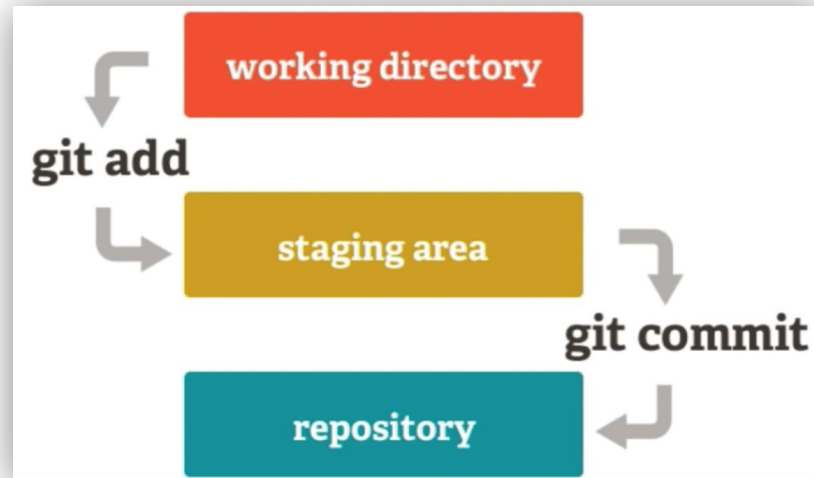 working directory
git add
staging area
git commit
repository